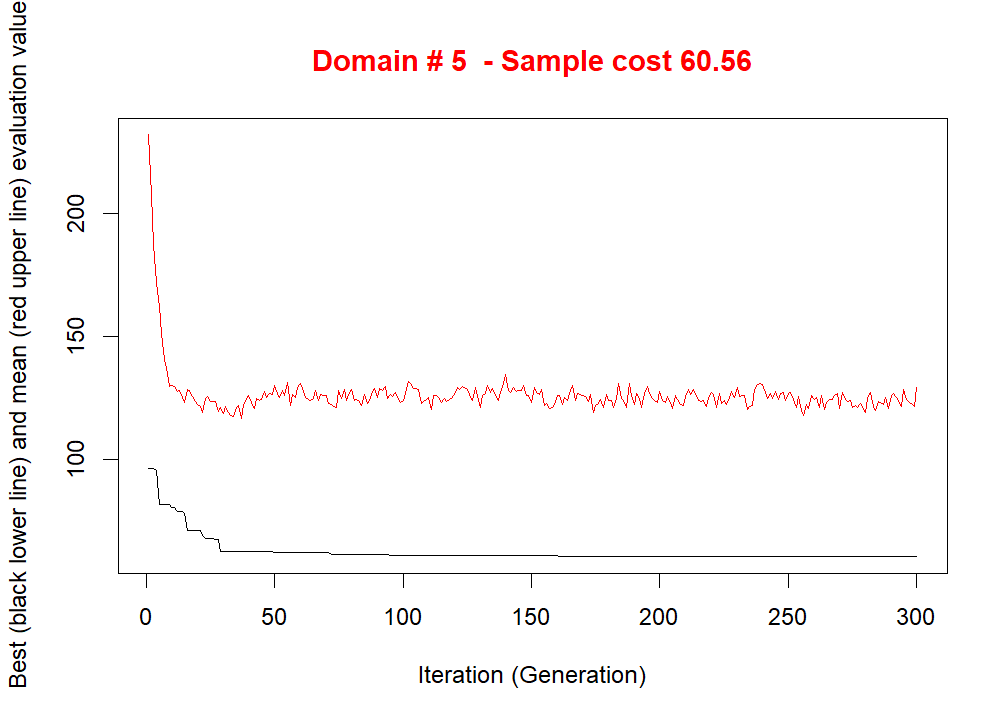 Domain # 5  - Sample cost 60.56
Best (black lower line) and mean (red upper line) evaluation value
200
150
100
0 50 100 150 200 250 300
Iteration (Generation)